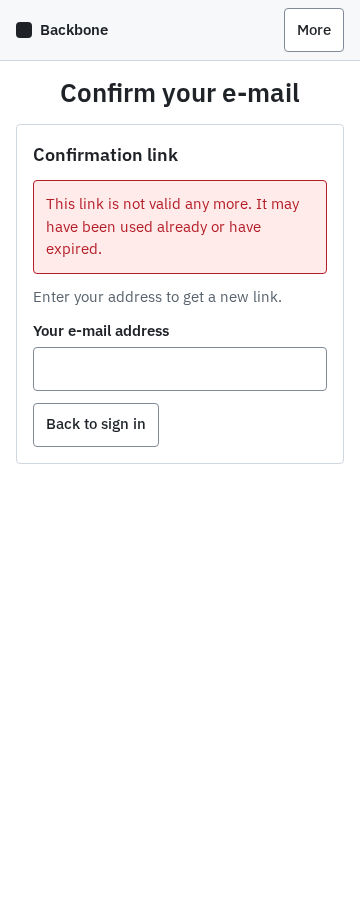 Backbone
More
Confirm your e-mail
Confirmation link
This link is not valid any more. It may
have been used already or have
expired.
Enter your address to get a new link.
Your e-mail address
Back to sign in